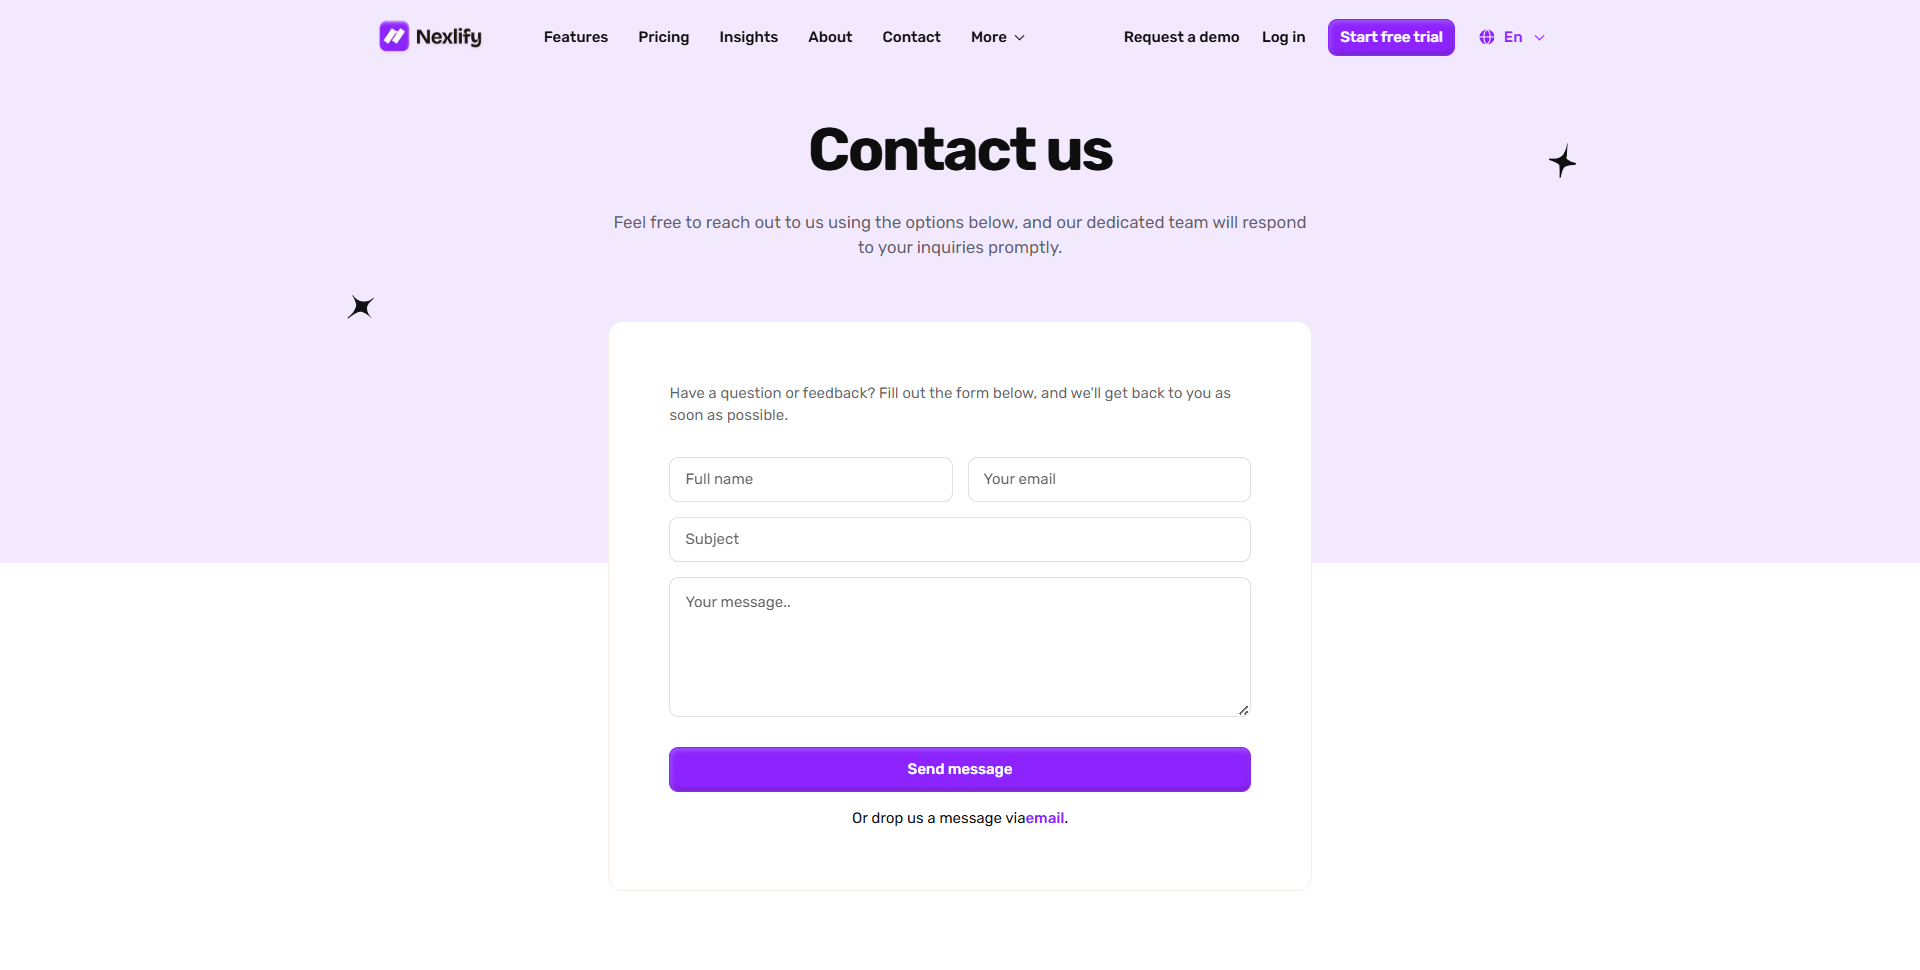 Nexlify
Features
Pricing
Insights
About
Contact
More
Request a demo
Log in
Start free trial
En
Contact us
Feel free to reach out to us using the options below, and our dedicated team will respond
to your inquiries promptly.
Have a question or feedback? Fill out the form below, and we'll get back to you as
soon as possible.
Full name
Your email
Subject
Your message..
Send message
Or drop us a message viaemail.